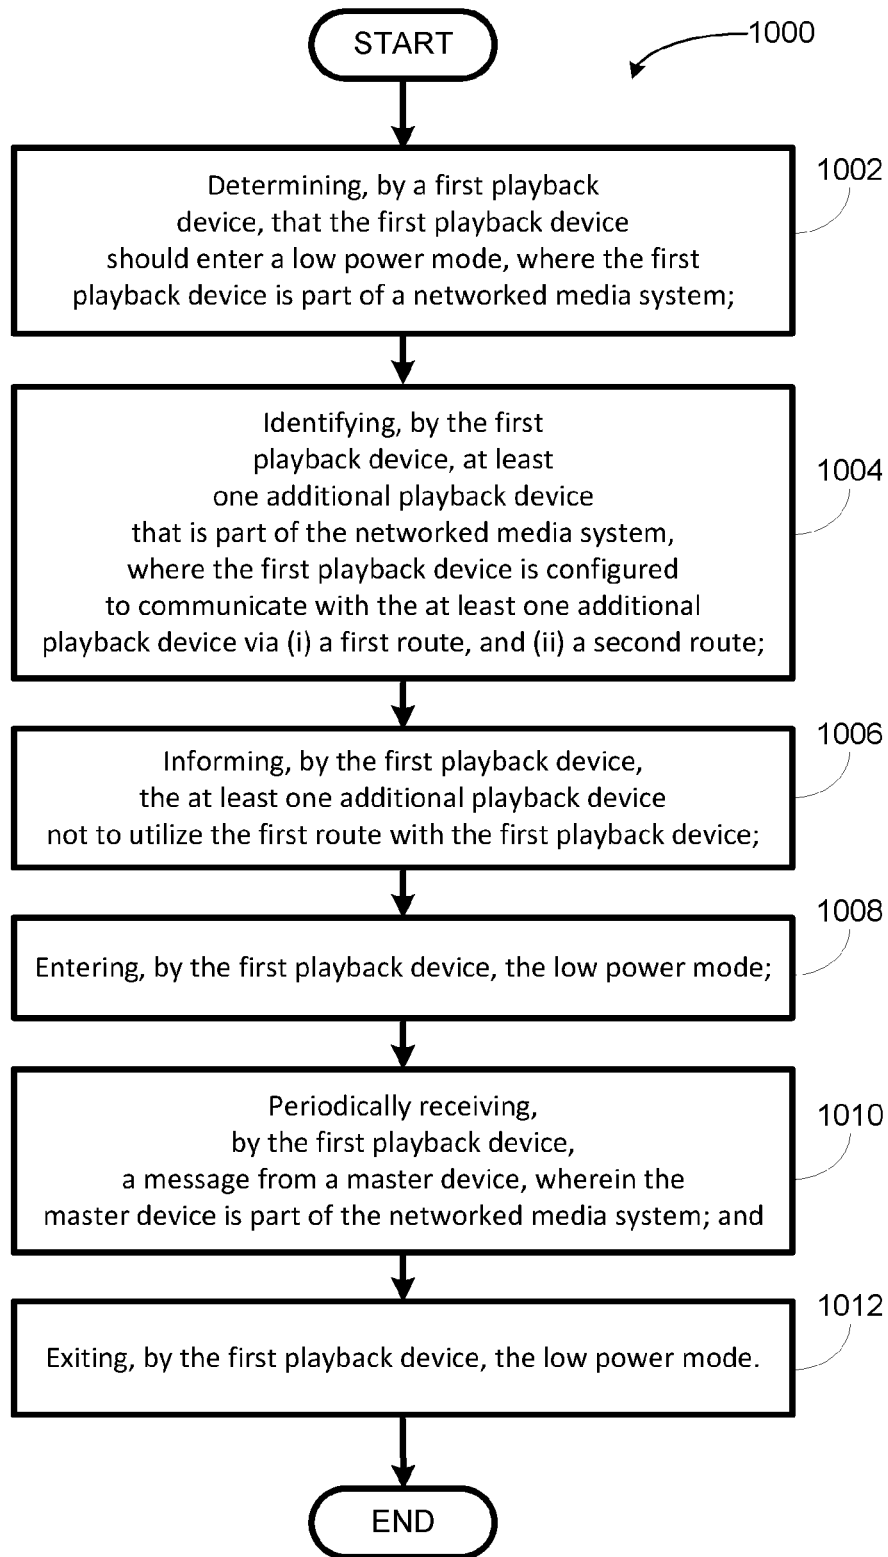 START
1000
1002
Determining, by a first playback
device, that the first playback device
should enter a low power mode, where the first
playback device is part of a networked media system;
1004
Identifying, by the first
playback device, at least
one additional playback device
that is part of the networked media system,
where the first playback device is configured
to communicate with the at least one additional
playback device via (i) a first route, and (ii) a second route;
1006
Informing, by the first playback device,
the at least one additional playback device
not to utilize the first route with the first playback device;
1008
Entering, by the first playback device, the low power mode;
1010
Periodically receiving,
by the first playback device,
a message from a master device, wherein the
master device is part of the networked media system; and
1012
Exiting, by the first playback device, the low power mode.
END